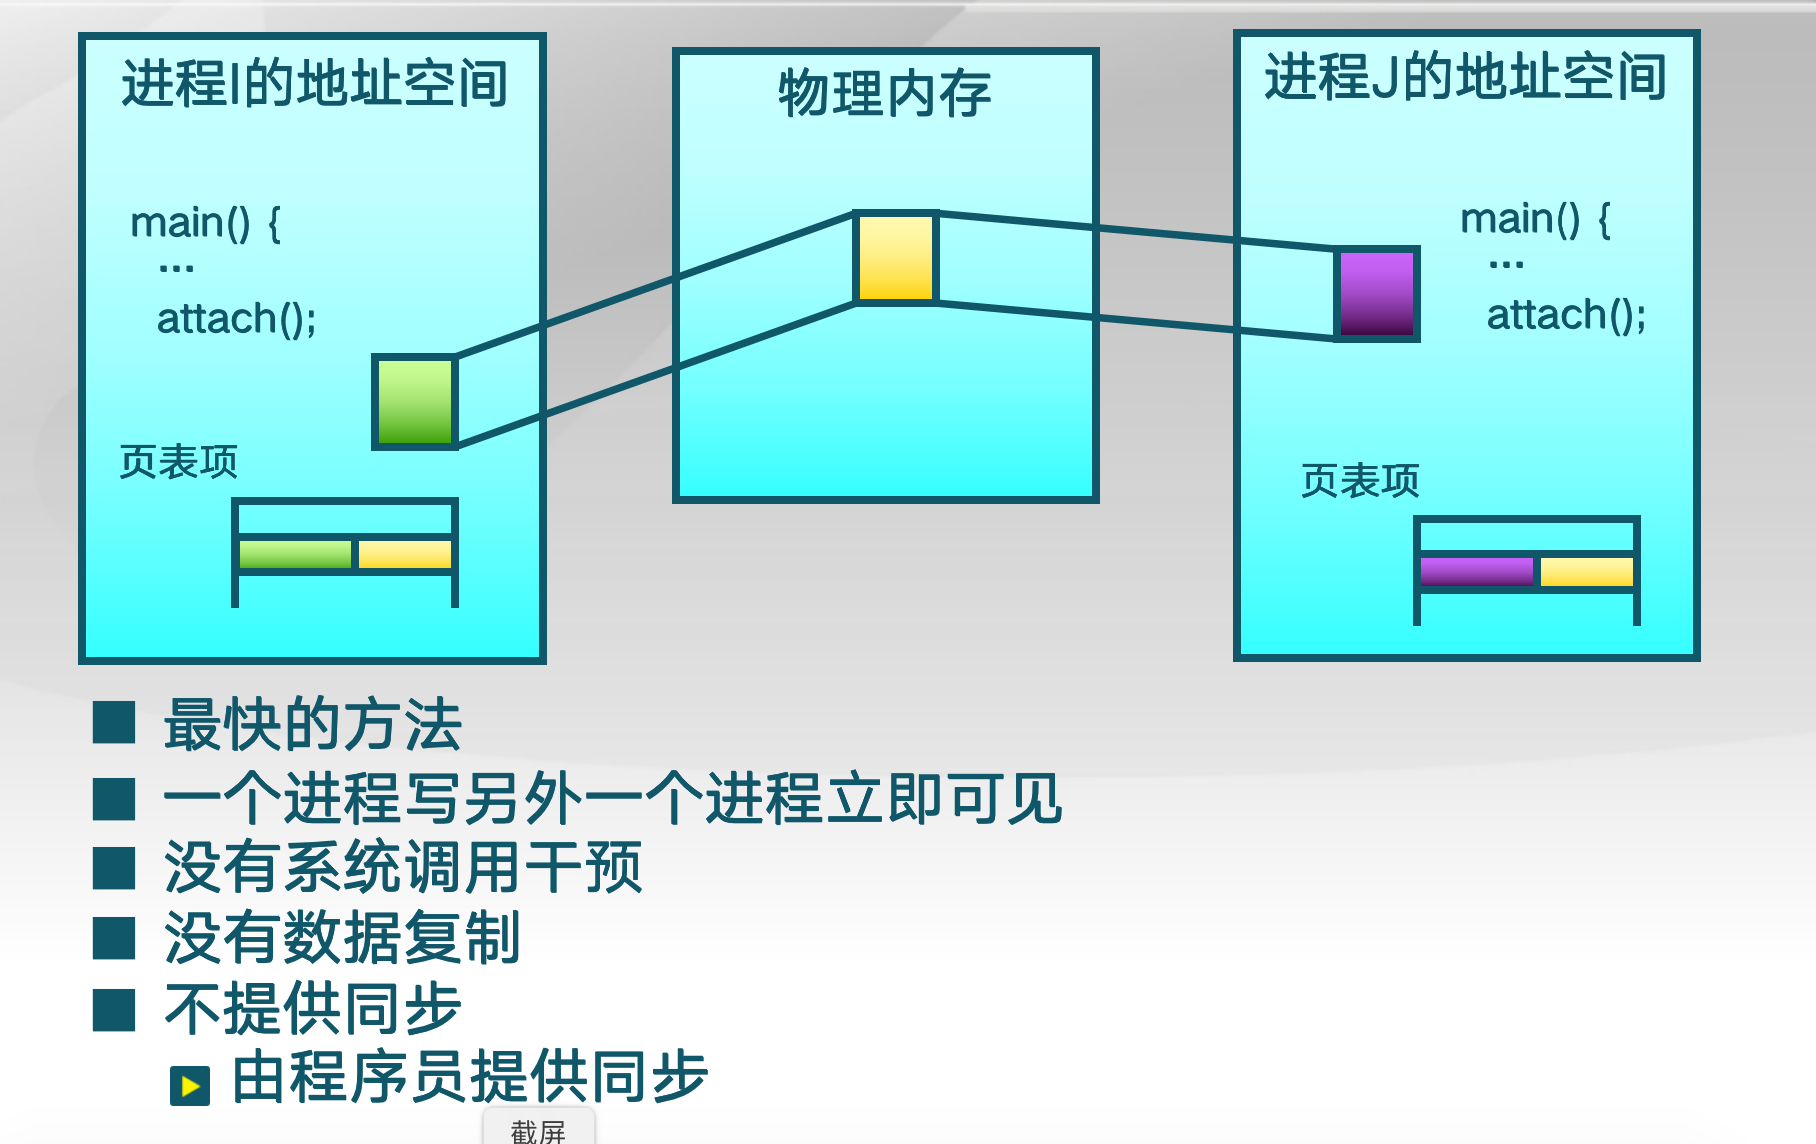 进程I的地址空间
main() {
...
attach();
页表项
物理内存
进程J的地址空间
main() {
...
attach();
页表项
最快的方法
一个进程写另外一个进程立即可见
没有系统调用干预
没有数据复制
不提供同步
由程序员提供同步
截屏